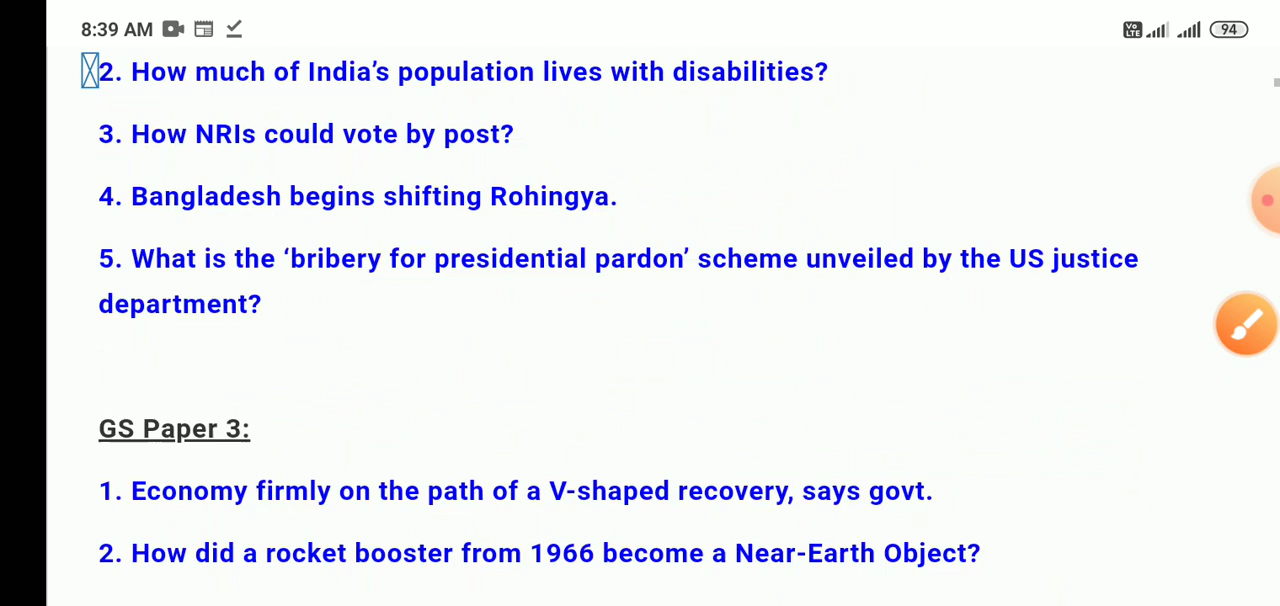 8:39 AM
Vo LTE
94
2. How much of India’s population lives with disabilities?
3. How NRIs could vote by post?
4. Bangladesh begins shifting Rohingya.
5. What is the ‘bribery for presidential pardon’ scheme unveiled by the US justice
department?
GS Paper 3:
1. Economy firmly on the path of a V-shaped recovery, says govt.
2. How did a rocket booster from 1966 become a Near-Earth Object?